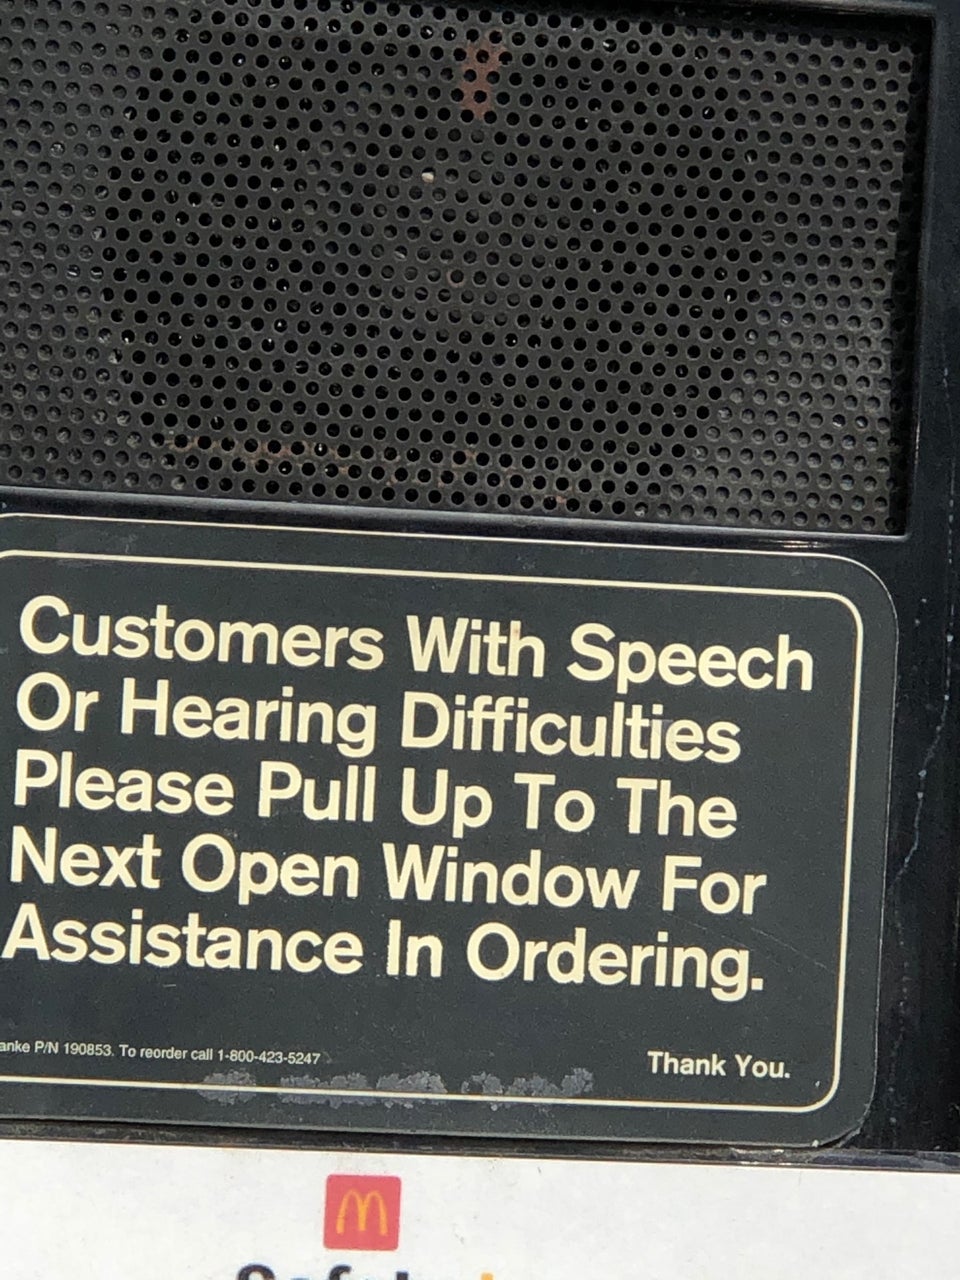 Customers With Speech
Or Hearing Difficulties
Please Pull Up To The
Next Open Window For
Assistance In Ordering.
P/N 190853. To reorder call 1-800-423-5247
Thank You.